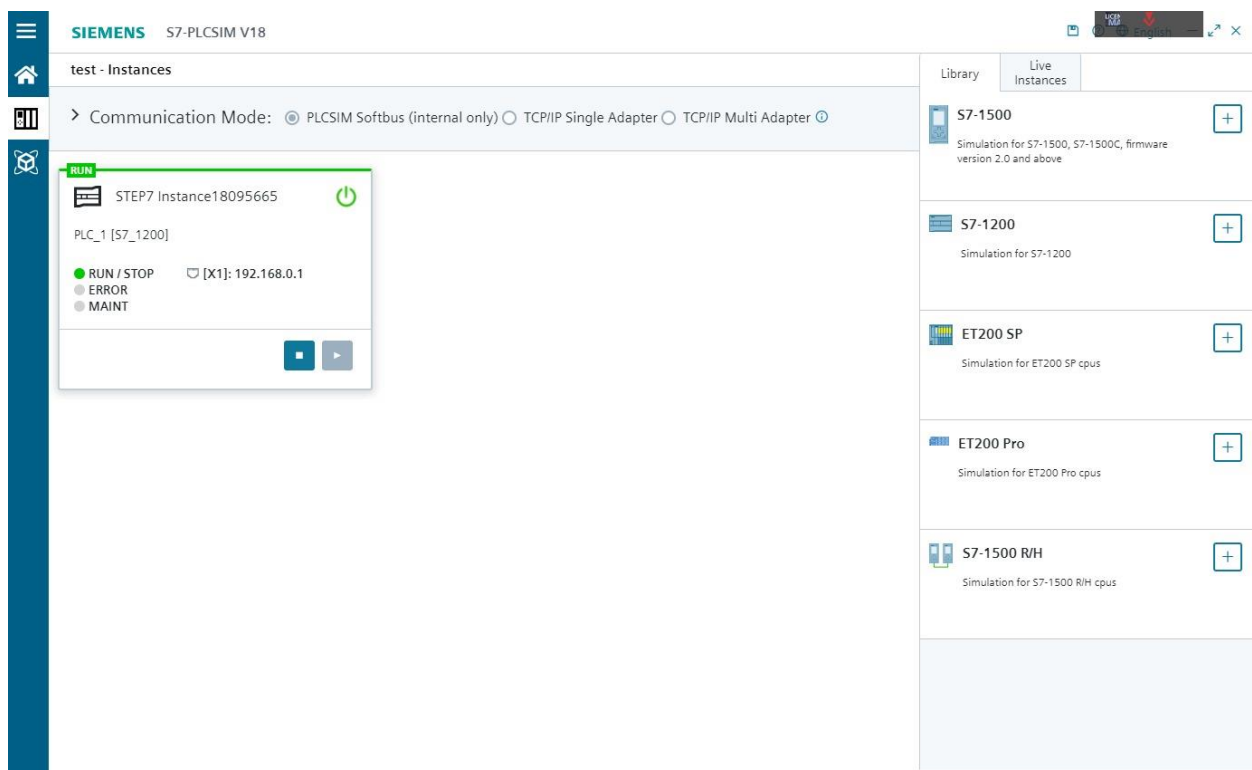 SIEMENS S7-PLCSIM V18
English
test - Instances
Communication Mode: PLCSIM Softbus (internal only) TCP/IP Single Adapter TCP/IP Multi Adapter
RUN
STEP7 Instance18095665
PLC_1 [S7_1200]
RUN / STOP [X1]: 192.168.0.1
ERROR
MAINT
Library
Live
Instances
S7-1500
Simulation for S7-1500, S7-1500C, firmware
version 2.0 and above
S7-1200
Simulation for S7-1200
ET200 SP
Simulation for ET200 SP cpus
ET200 Pro
Simulation for ET200 Pro cpus
S7-1500 R/H
Simulation for S7-1500 R/H cpus